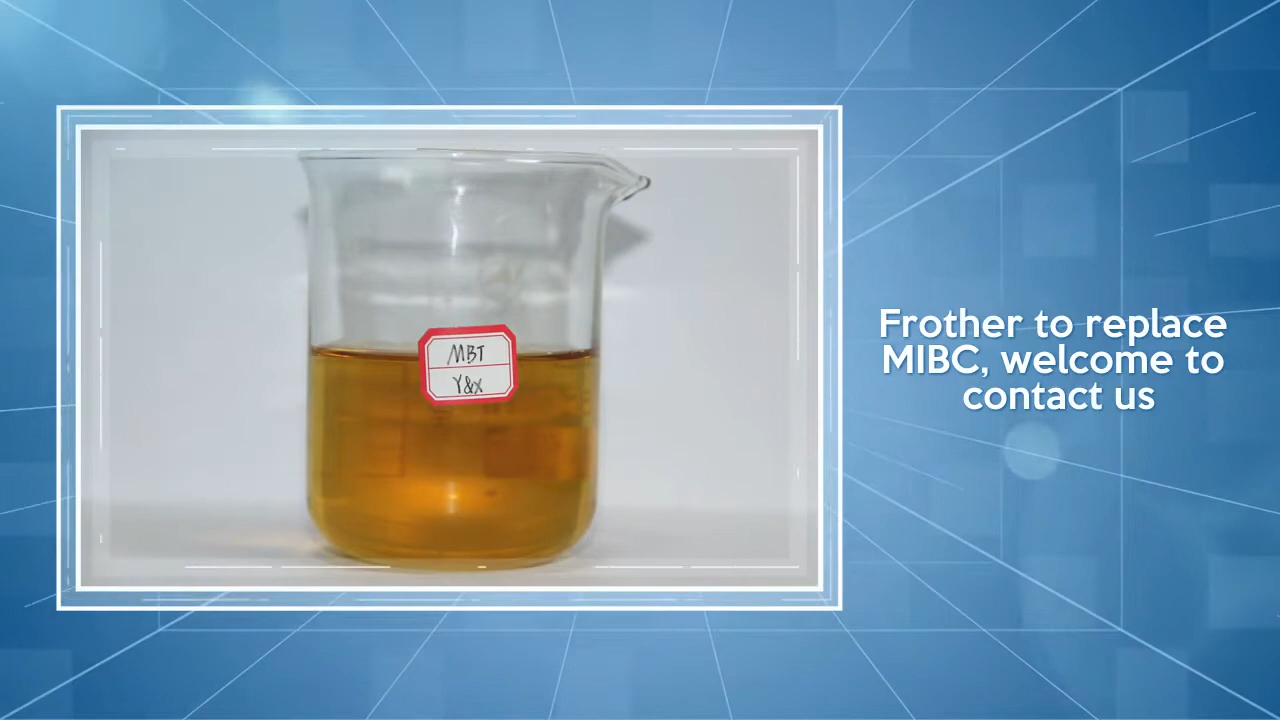 MBT
Y&X
Frother to replace
MIBC, welcome to
contact us